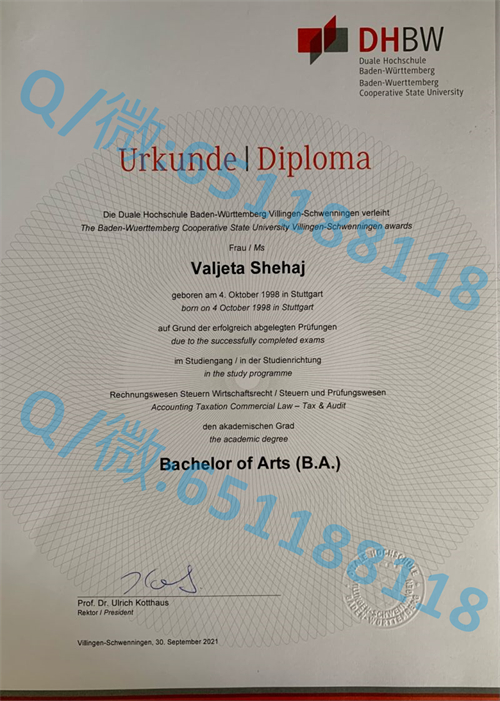 DHBW
Duale Hochschule
Baden-Württemberg
Baden-Wuerttemberg
Cooperative State University
Urkunde | Diploma
Die Duale Hochschule Baden-Württemberg Villingen-Schwenningen verleiht
The Baden-Wuerttemberg Cooperative State University Villingen-Schwenningen awards
Frau / Ms
Valjeta Shehaj
geboren am 4. Oktober 1998 in Stuttgart
born on 4 October 1998 in Stuttgart
auf Grund der erfolgreich abgelegten Prüfungen
due to the successfully completed exams
im Studiengang / in der Studienrichtung
in the study programme
Rechnungswesen Steuern Wirtschaftsrecht / Steuern und Prüfungswesen
Accounting Taxation Commercial Law – Tax & Audit
den akademischen Grad
the academic degree
Bachelor of Arts (B.A.)
Prof. Dr. Ulrich Kotthaus
Rektor / President
Villingen-Schwenningen, 30. September 2021
Q/微:651188118
Q/微:651188118